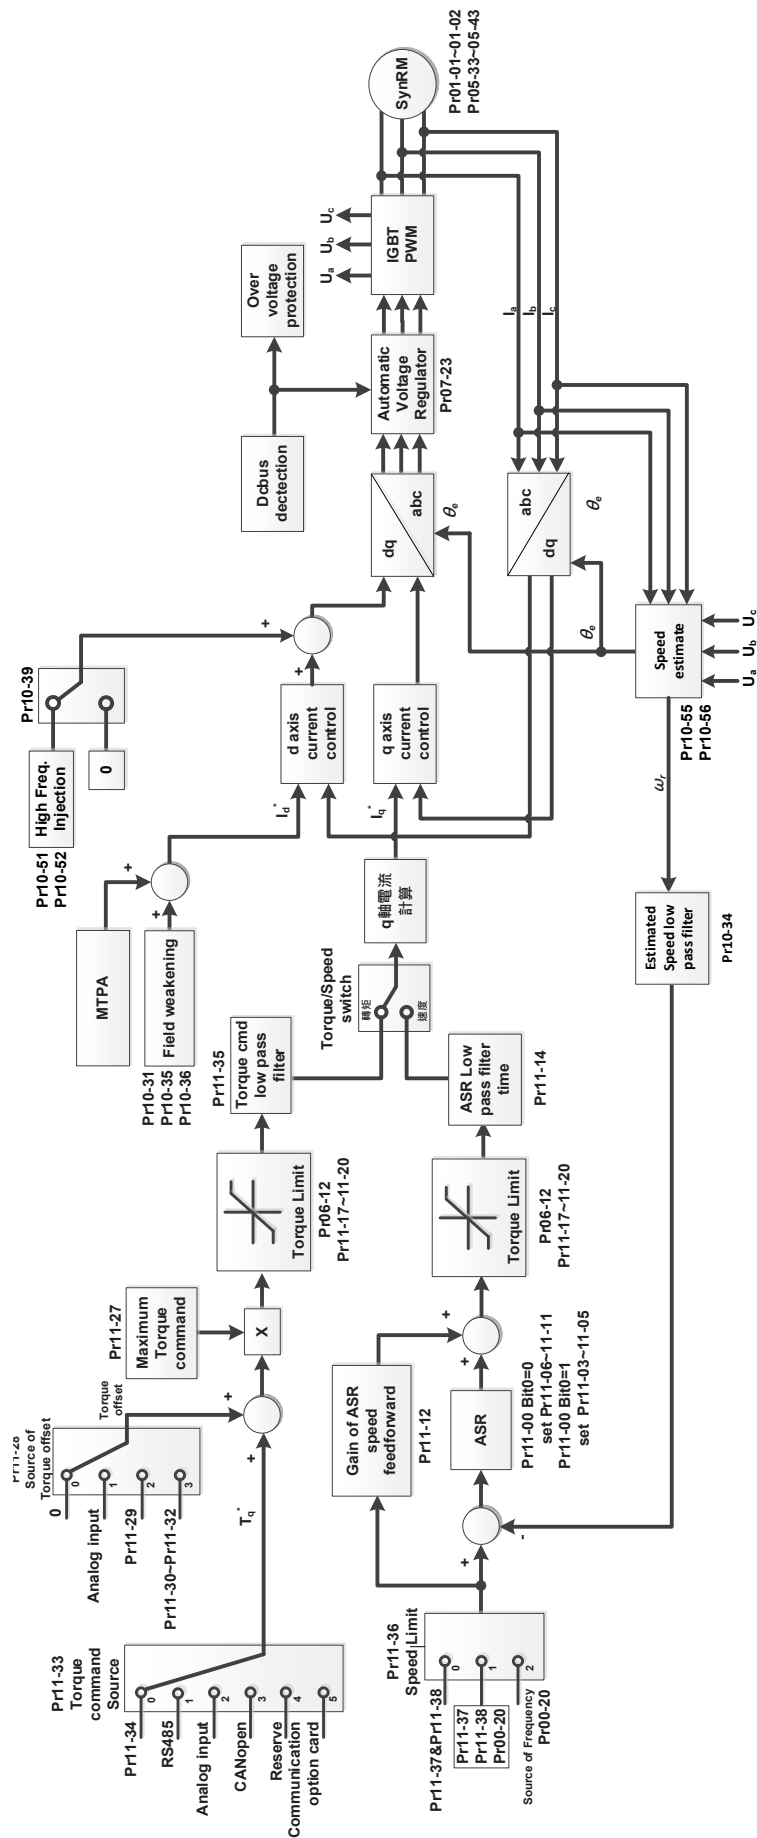 Pr11-33
Torque
command
Source
Pr11-34
RS485
Analog input
CANopen
Reserve
Communication
option card
0
1
2
3
4
5
Tq*
+
Source of
Torque offset
0
Analog input
Pr11-29
Pr11-30~Pr11-32
0
1
2
3
Torque
offset
+
Pr11-27
Maximum
Torque
command
X
Torque Limit
Pr06-12
Pr11-17~11-20
Pr11-35
Torque cmd
low pass
filter
Pr11-36
Speed Limit
Pr11-37&Pr11-38
Pr11-37
Pr11-38
Pr00-20
Source of Frequency
Pr00-20
0
1
2
+
-
Gain of ASR
speed
feedforward
Pr11-12
ASR
Pr11-00 Bit0=0
set Pr11-06~11-11
Pr11-00 Bit0=1
set Pr11-03~11-05
+
+
Torque Limit
Pr06-12
Pr11-17~11-20
ASR Low
pass filter
time
Pr11-14
Torque/Speed
switch
轉矩
速度
q軸電流
計算
MTPA
Field weakening
Pr10-31
Pr10-35
Pr10-36
+
+
Id*
Iq*
High Freq.
Injection
Pr10-51
Pr10-52
0
Pr10-39
d axis
current
control
q axis
current
control
+
+
dq
abc
θe
Dcbus
dectection
Over
voltage
protection
Automatic
Voltage
Regulator
Pr07-23
IGBT
PWM
Ua
Ub
Uc
SynRM
Pr01-01~01-02
Pr05-33~05-43
Ia
Ib
Ic
abc
dq
θe
θe
Speed
estimate
Pr10-55
Pr10-56
Ua
Ub
Uc
ωr
Estimated
Speed low
pass filter
Pr10-34